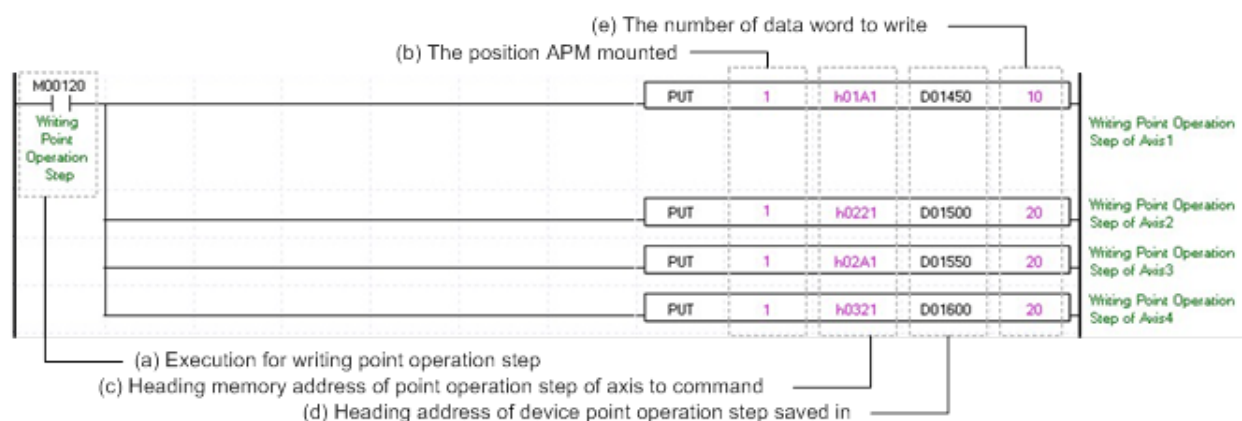 (e) The number of data word to write
(b) The position APM mounted
M00120
Writing
Point
Operation
Step
PUT 1 h01A1 D01450 10
Writing Point Operation
Step of Axis1
PUT 1 h0221 D01500 20
Writing Point Operation
Step of Axis2
PUT 1 h02A1 D01550 20
Writing Point Operation
Step of Axis3
PUT 1 h0321 D01600 20
Writing Point Operation
Step of Axis4
(a) Execution for writing point operation step
(c) Heading memory address of point operation step of axis to command
(d) Heading address of device point operation step saved in